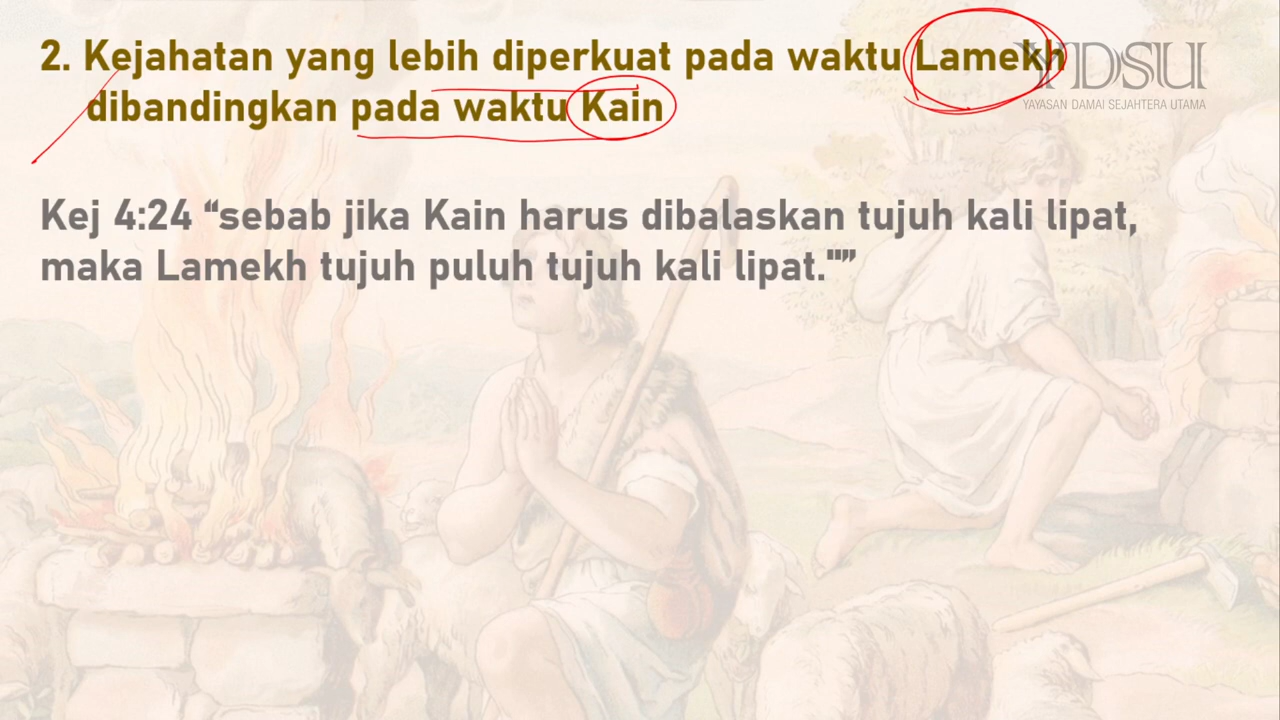 2. Kejahatan yang lebih diperkuat pada waktu Lamekh
dibandingkan pada waktu Kain
YDSU
YAYASAN DAMAI SEJAHTERA UTAMA
Kej 4:24 “sebab jika Kain harus dibalaskan tujuh kali lipat,
maka Lamekh tujuh puluh tujuh kali lipat."”